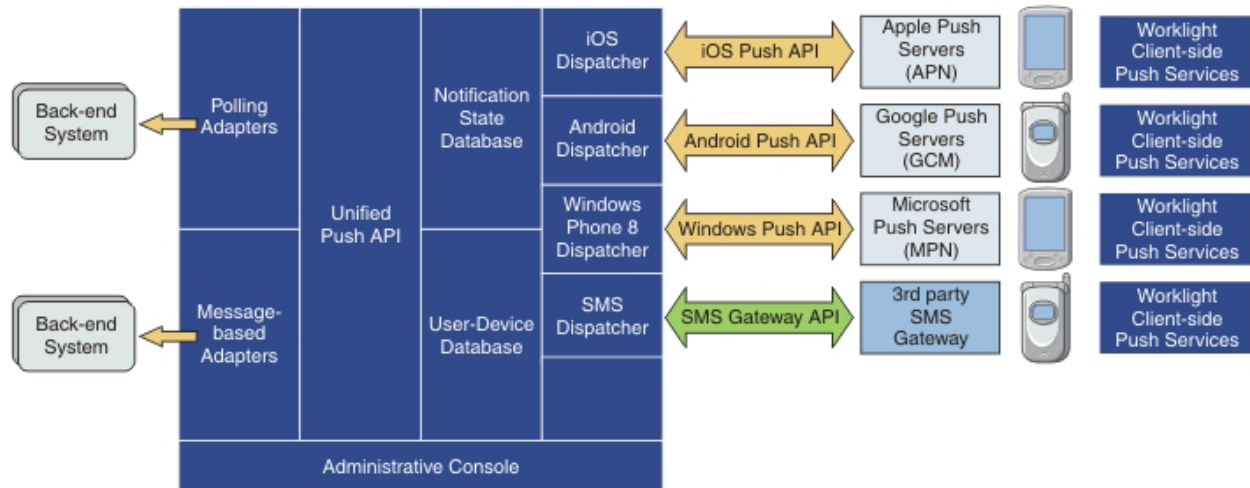 Back-end
System
Back-end
System
Polling
Adapters
Message-
based
Adapters
Unified
Push API
Notification
State
Database
User-Device
Database
iOS
Dispatcher
Android
Dispatcher
Windows
Phone 8
Dispatcher
SMS
Dispatcher
Administrative Console
iOS Push API
Android Push API
Windows Push API
SMS Gateway API
Apple Push
Servers
(APN)
Google Push
Servers
(GCM)
Microsoft
Push Servers
(MPN)
3rd party
SMS
Gateway
Worklight
Client-side
Push Services
Worklight
Client-side
Push Services
Worklight
Client-side
Push Services
Worklight
Client-side
Push Services